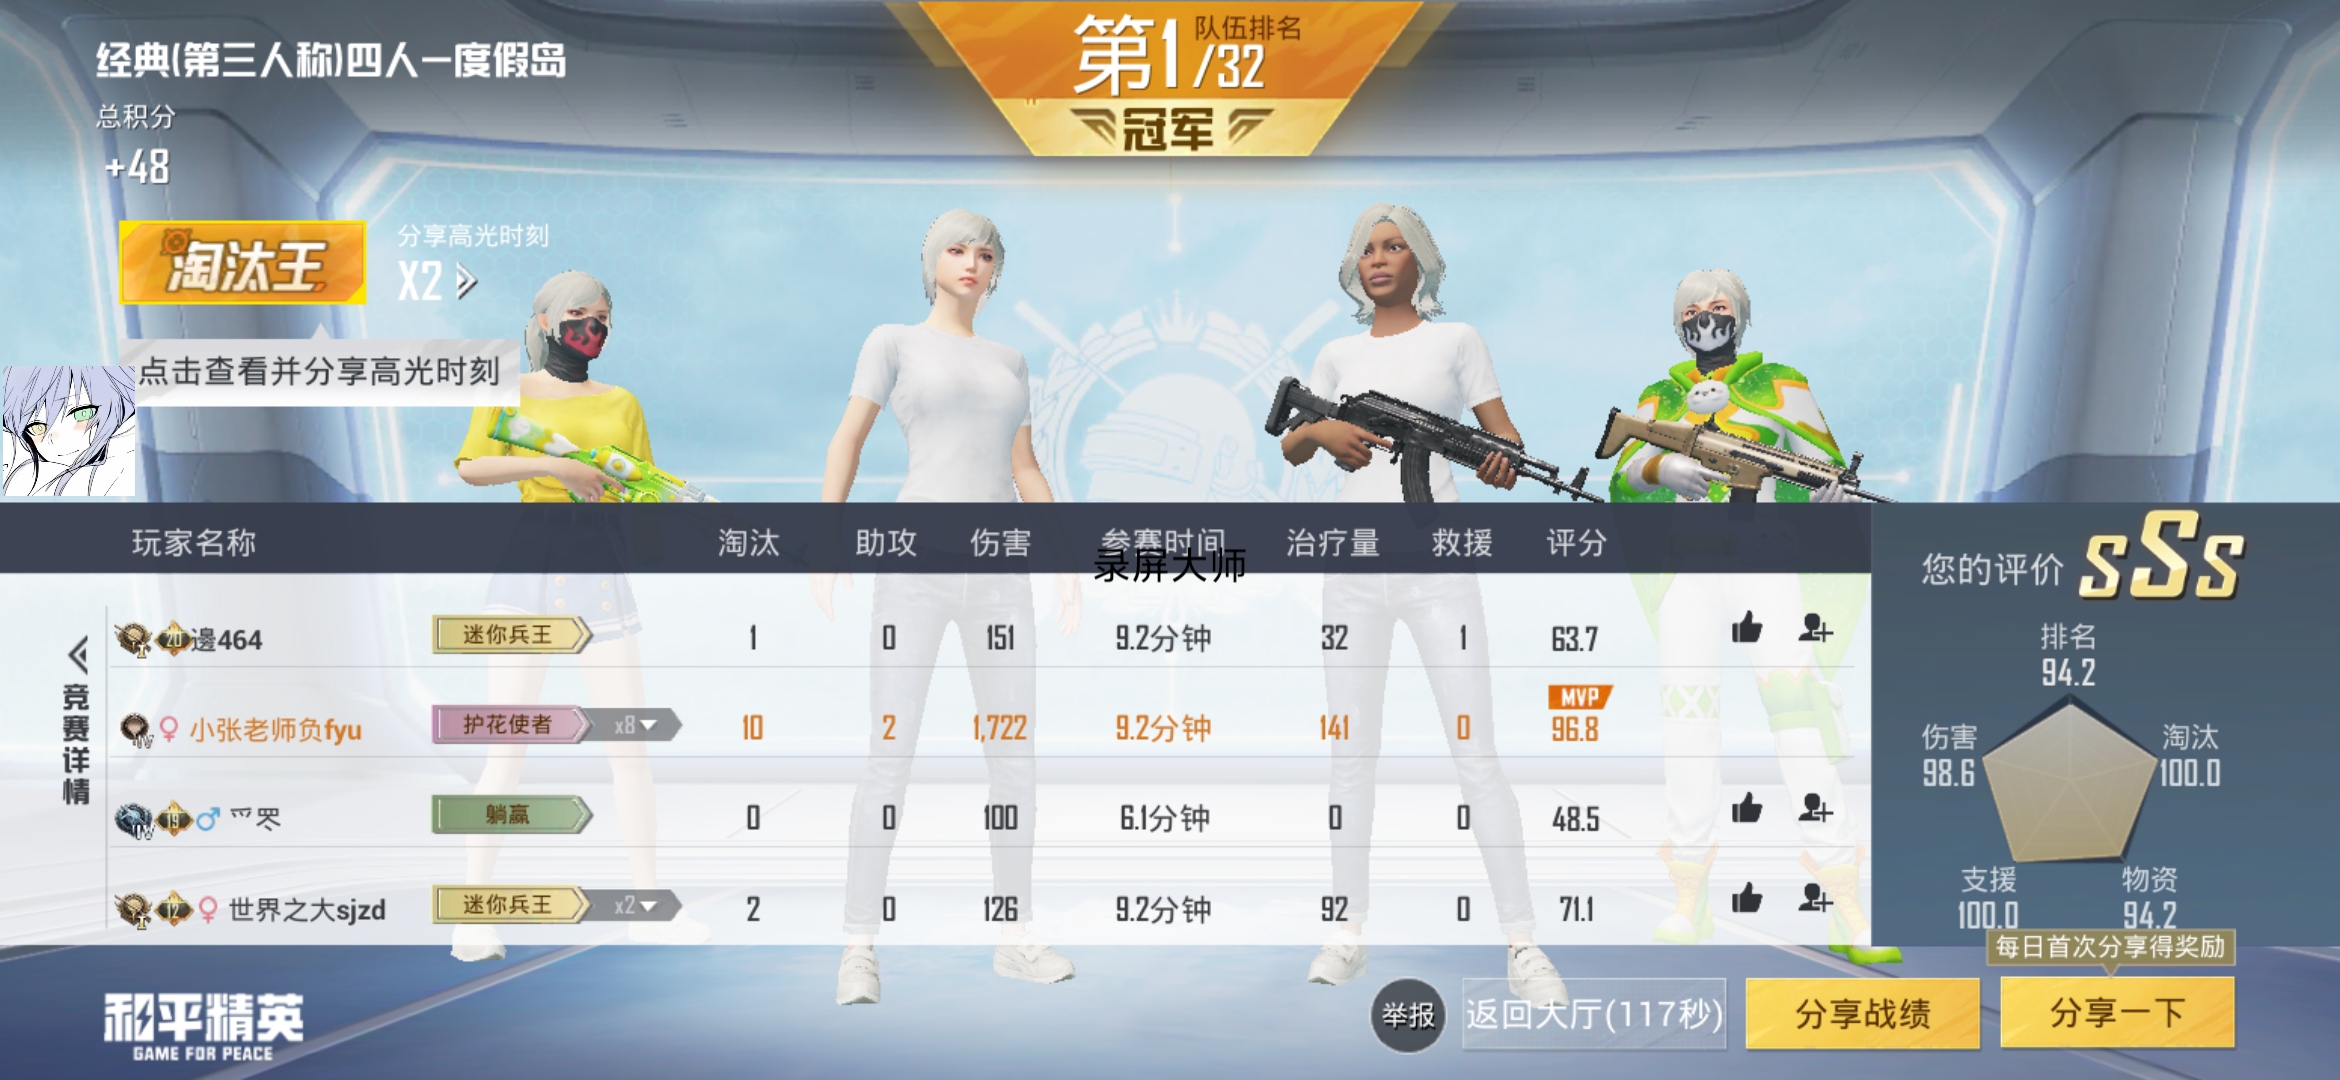 经典(第三人称)四人一度假岛
总积分
+48
第1/32
队伍排名
冠军
淘汰王
分享高光时刻
X2
点击查看并分享高光时刻
玩家名称 淘汰 助攻 伤害 参赛时间 治疗量 救援 评分
录屏大师
竞赛详情
I 20 邊464 迷你兵王 1 0 151 9.2分钟 32 1 63.7
MVP
IV ♀ 小张老师负fyu 护花使者 x8 10 2 1,722 9.2分钟 141 0 96.8
IV 19 ♂ 爫罖 躺赢 0 0 100 6.1分钟 0 0 48.5
I 12 ♀ 世界之大sjzd 迷你兵王 x2 2 0 126 9.2分钟 92 0 71.1
您的评价 SSS
排名
94.2
伤害
98.6
淘汰
100.0
支援
100.0
物资
94.2
每日首次分享得奖励
和平精英
GAME FOR PEACE
举报
返回大厅(117秒)
分享战绩
分享一下